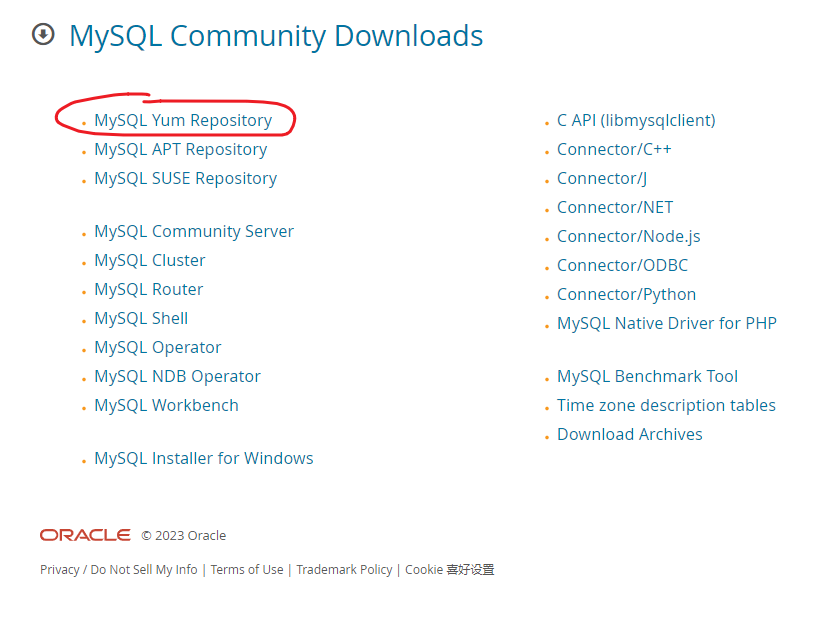 MySQL Community Downloads
MySQL Yum Repository
MySQL APT Repository
MySQL SUSE Repository
MySQL Community Server
MySQL Cluster
MySQL Router
MySQL Shell
MySQL Operator
MySQL NDB Operator
MySQL Workbench
MySQL Installer for Windows
C API (libmysqlclient)
Connector/C++
Connector/J
Connector/NET
Connector/Node.js
Connector/ODBC
Connector/Python
MySQL Native Driver for PHP
MySQL Benchmark Tool
Time zone description tables
Download Archives
ORACLE © 2023 Oracle
Privacy / Do Not Sell My Info | Terms of Use | Trademark Policy | Cookie 喜好设置